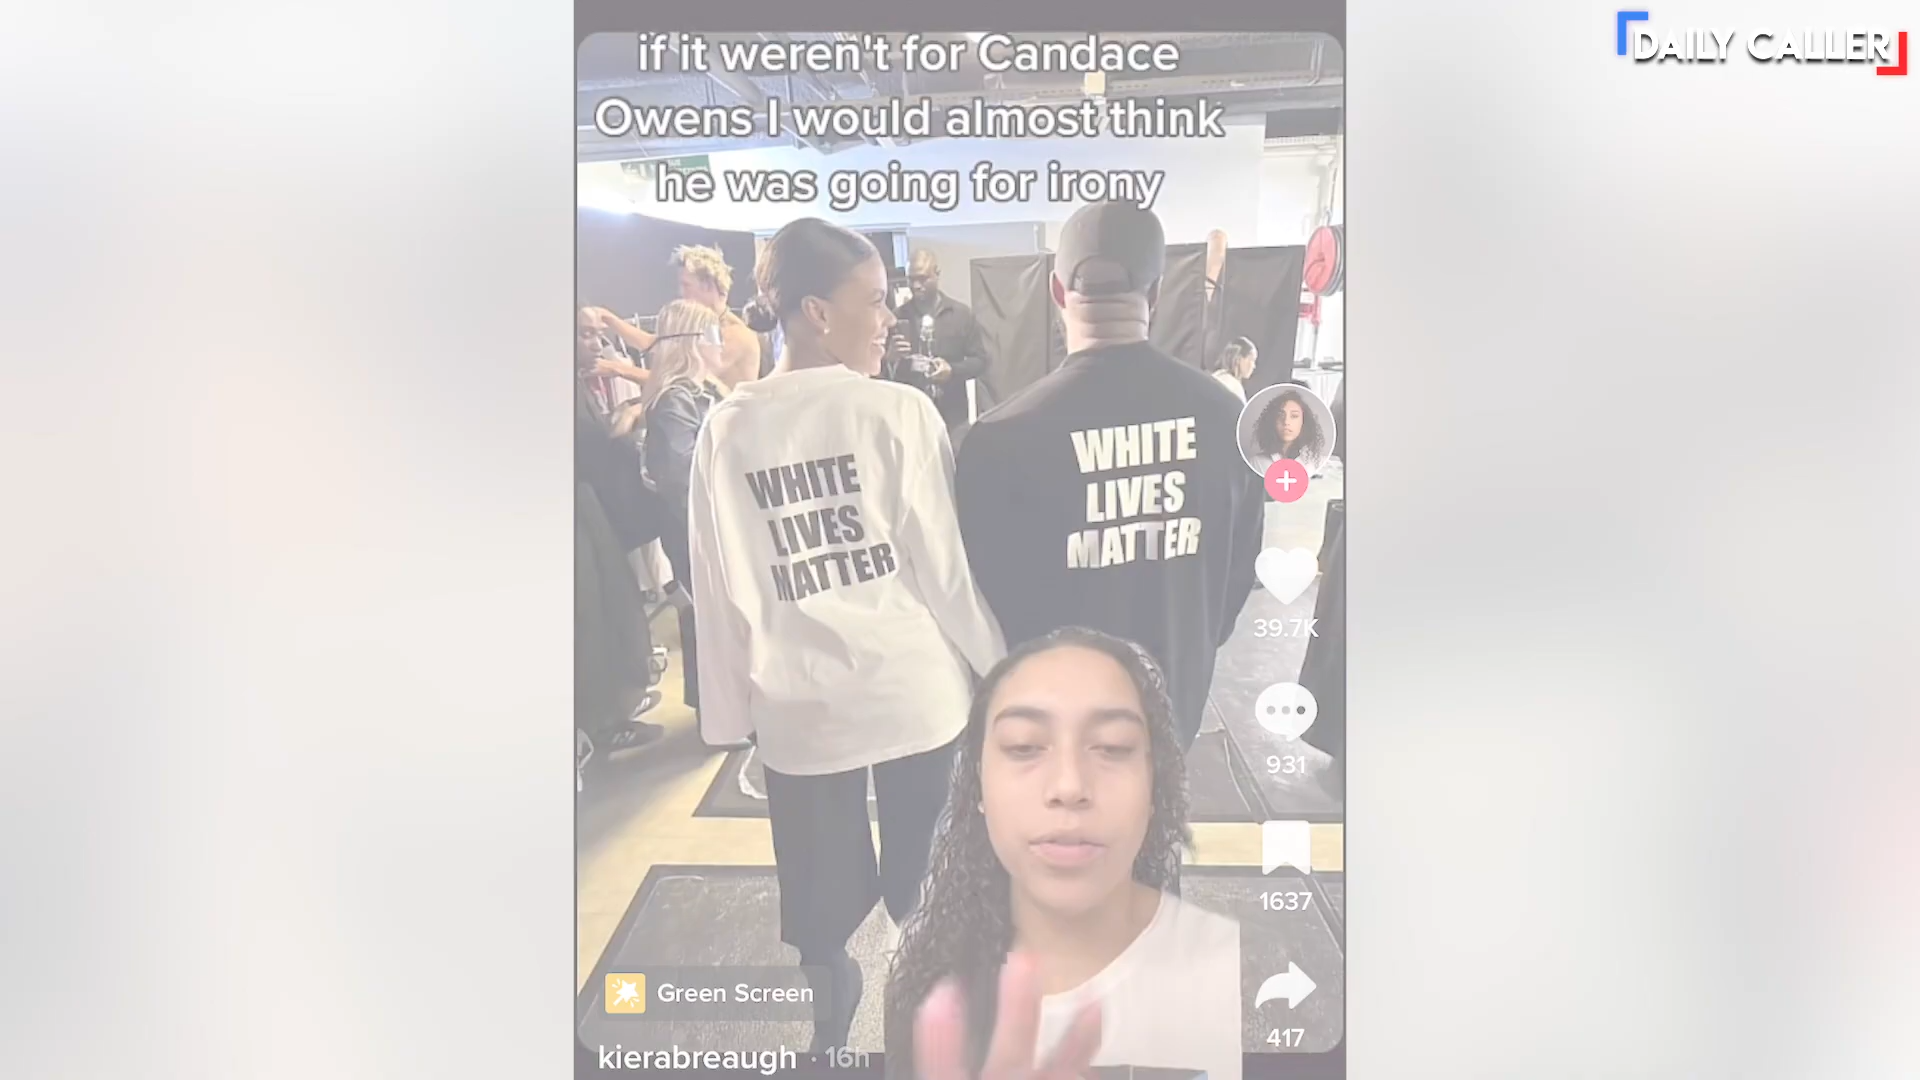 DAILY CALLER
if it weren't for Candace
Owens I would almost think
he was going for irony
WHITE
LIVES
MATTER
WHITE
LIVES
MATTER
39.7K
931
1637
417
Green Screen
kierabreaugh · 16h